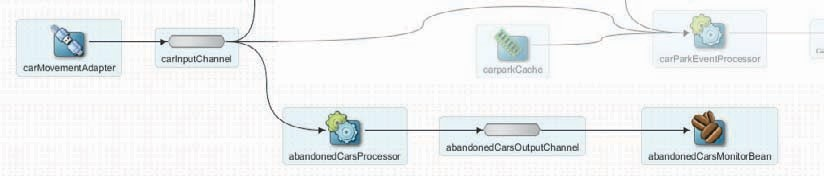 carMovementAdapter
carInputChannel
carparkCache
carParkEventProcessor
abandonedCarsProcessor
abandonedCarsOutputChannel
abandonedCarsMonitorBean